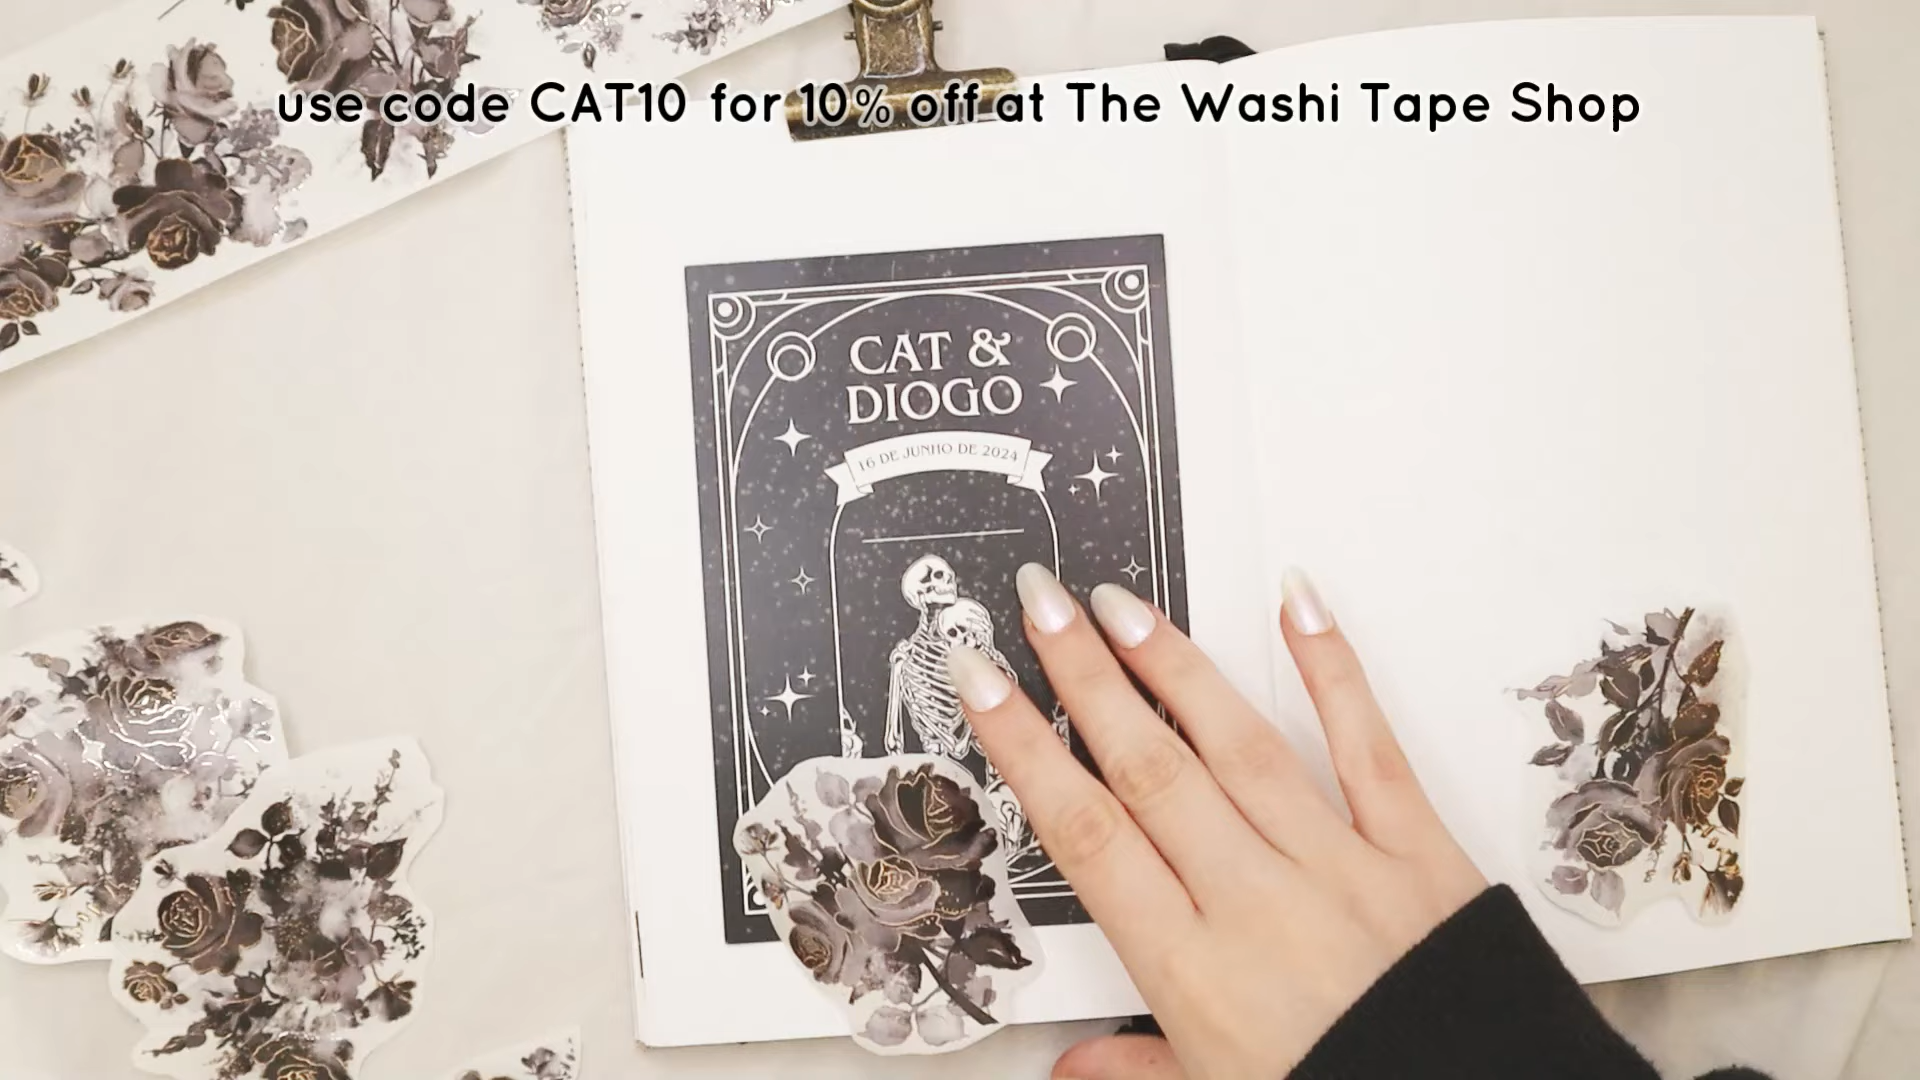 use code CAT10 for 10% off at The Washi Tape Shop
CAT &
DIOGO
16 DE JUNHO DE 2024